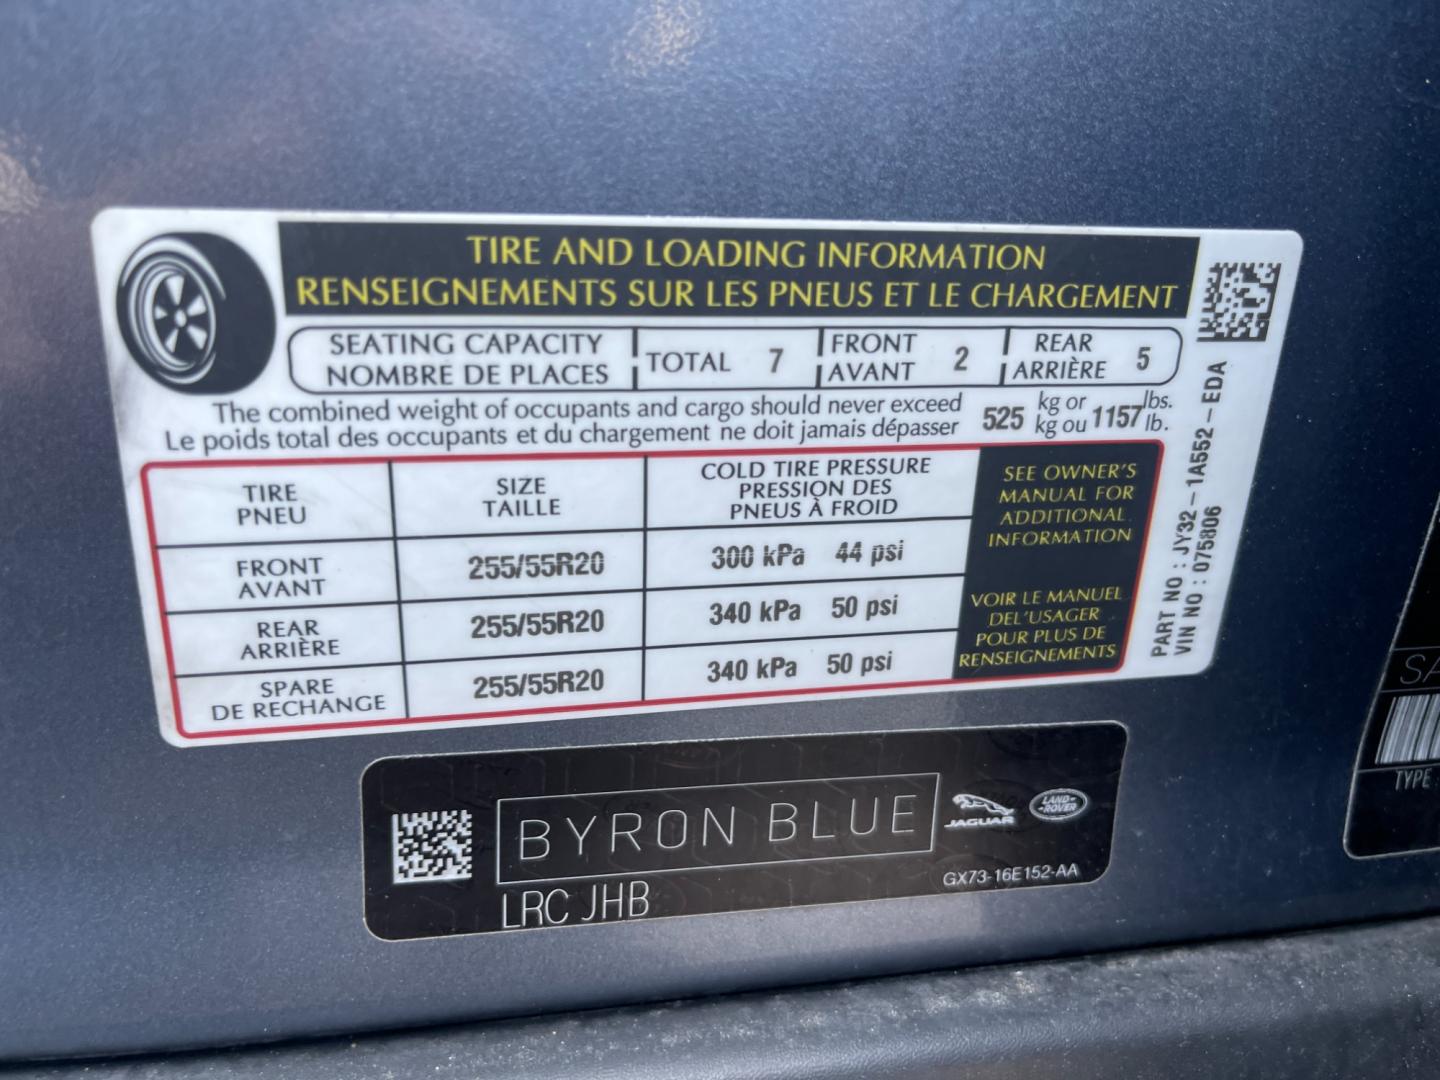 TIRE AND LOADING INFORMATION
RENSEIGNEMENTS SUR LES PNEUS ET LE CHARGEMENT
SEATING CAPACITY
NOMBRE DE PLACES
TOTAL 7
FRONT
AVANT
2
REAR
ARRIÈRE
5
The combined weight of occupants and cargo should never exceed
Le poids total des occupants et du chargement ne doit jamais dépasser
525
kg or
kg ou
1157
lbs.
lb.
TIRE
PNEU
SIZE
TAILLE
COLD TIRE PRESSURE
PRESSION DES
PNEUS À FROID
FRONT
AVANT
255/55R20
300 kPa 44 psi
REAR
ARRIÈRE
255/55R20
340 kPa 50 psi
SPARE
DE RECHANGE
255/55R20
340 kPa 50 psi
SEE OWNER'S
MANUAL FOR
ADDITIONAL
INFORMATION
VOIR LE MANUEL
DEL'USAGER
POUR PLUS DE
RENSEIGNEMENTS
PART NO : JY32-1A552-EDA
VIN NO : 075806
BYRON BLUE
LRC JHB
JAGUAR
LAND-
-ROVER
GX73-16E152-AA
SA
TYPE